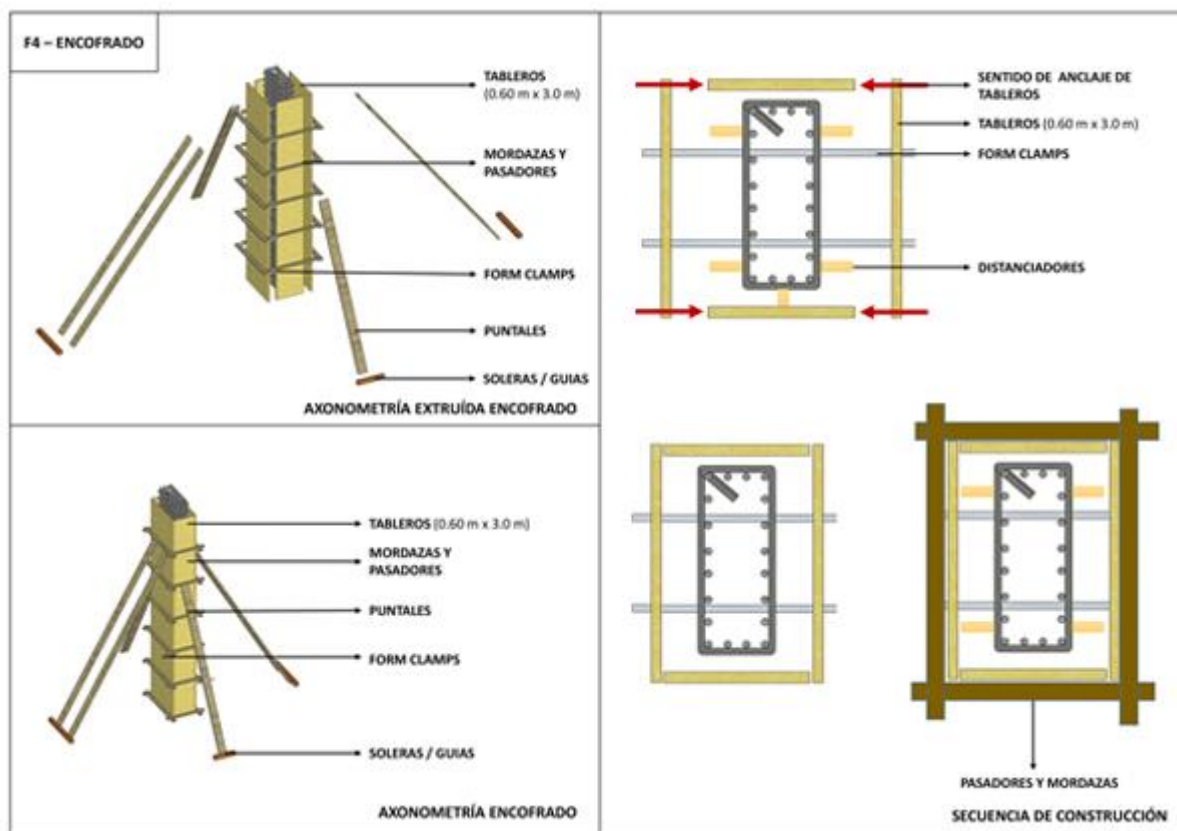 F4 – ENCOFRADO
TABLEROS
(0.60 m x 3.0 m)
MORDAZAS Y
PASADORES
FORM CLAMPS
PUNTALES
SOLERAS / GUIAS
AXONOMETRÍA EXTRUÍDA ENCOFRADO
TABLEROS (0.60 m x 3.0 m)
MORDAZAS Y
PASADORES
PUNTALES
FORM CLAMPS
SOLERAS / GUIAS
AXONOMETRÍA ENCOFRADO
SENTIDO DE ANCLAJE DE
TABLEROS
TABLEROS (0.60 m x 3.0 m)
FORM CLAMPS
DISTANCIADORES
PASADORES Y MORDAZAS
SECUENCIA DE CONSTRUCCIÓN